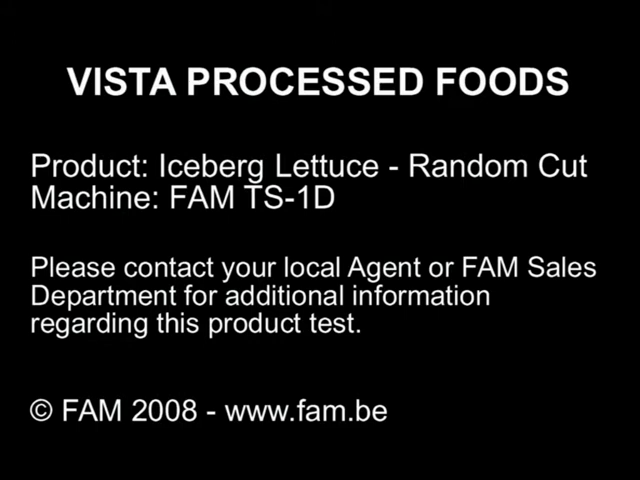 VISTA PROCESSED FOODS
Product: Iceberg Lettuce - Random Cut
Machine: FAM TS-1D
Please contact your local Agent or FAM Sales
Department for additional information
regarding this product test.
© FAM 2008 - www.fam.be